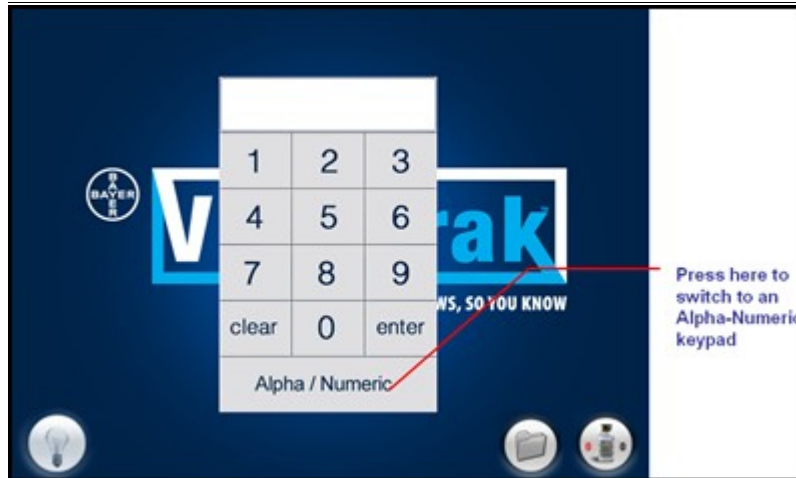 BAYER
BAYER
V
rak
WS, SO YOU KNOW
1 2 3
4 5 6
7 8 9
clear 0 enter
Alpha / Numeric
Press here to
switch to an
Alpha-Numeric
keypad